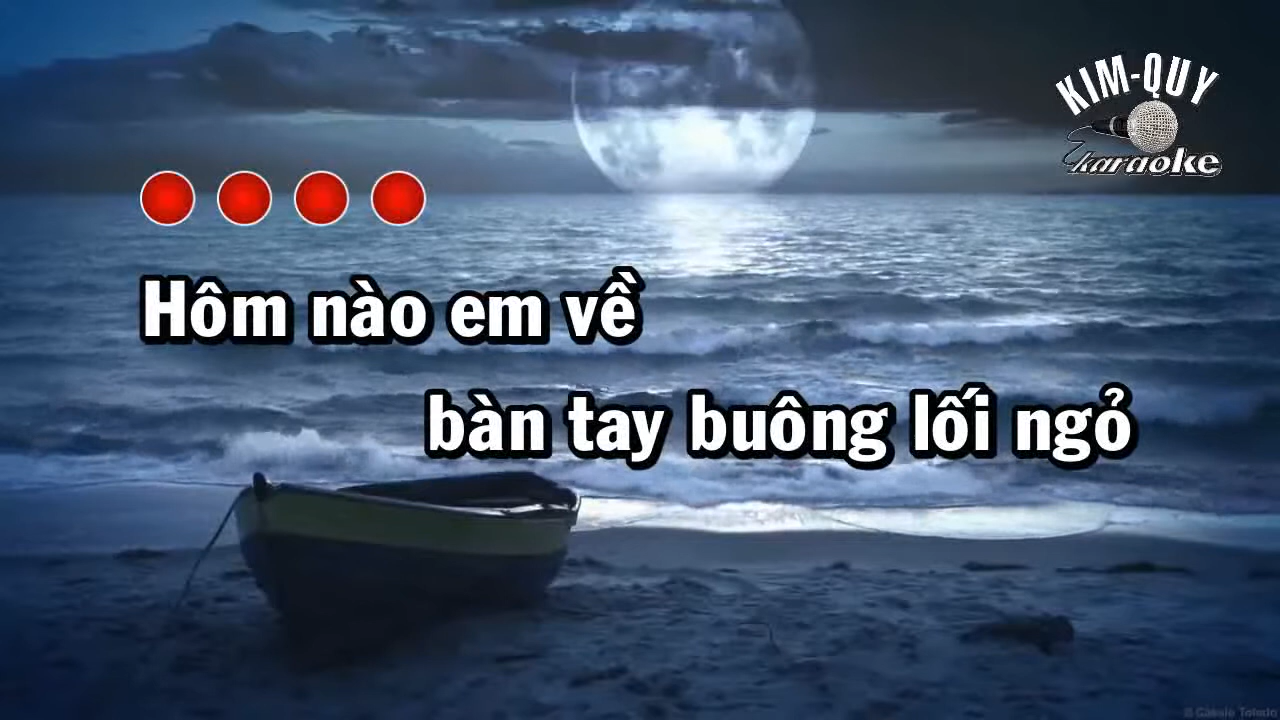 KIM-QUY
karaoke
Hôm nào em về
bàn tay buông lối ngỏ